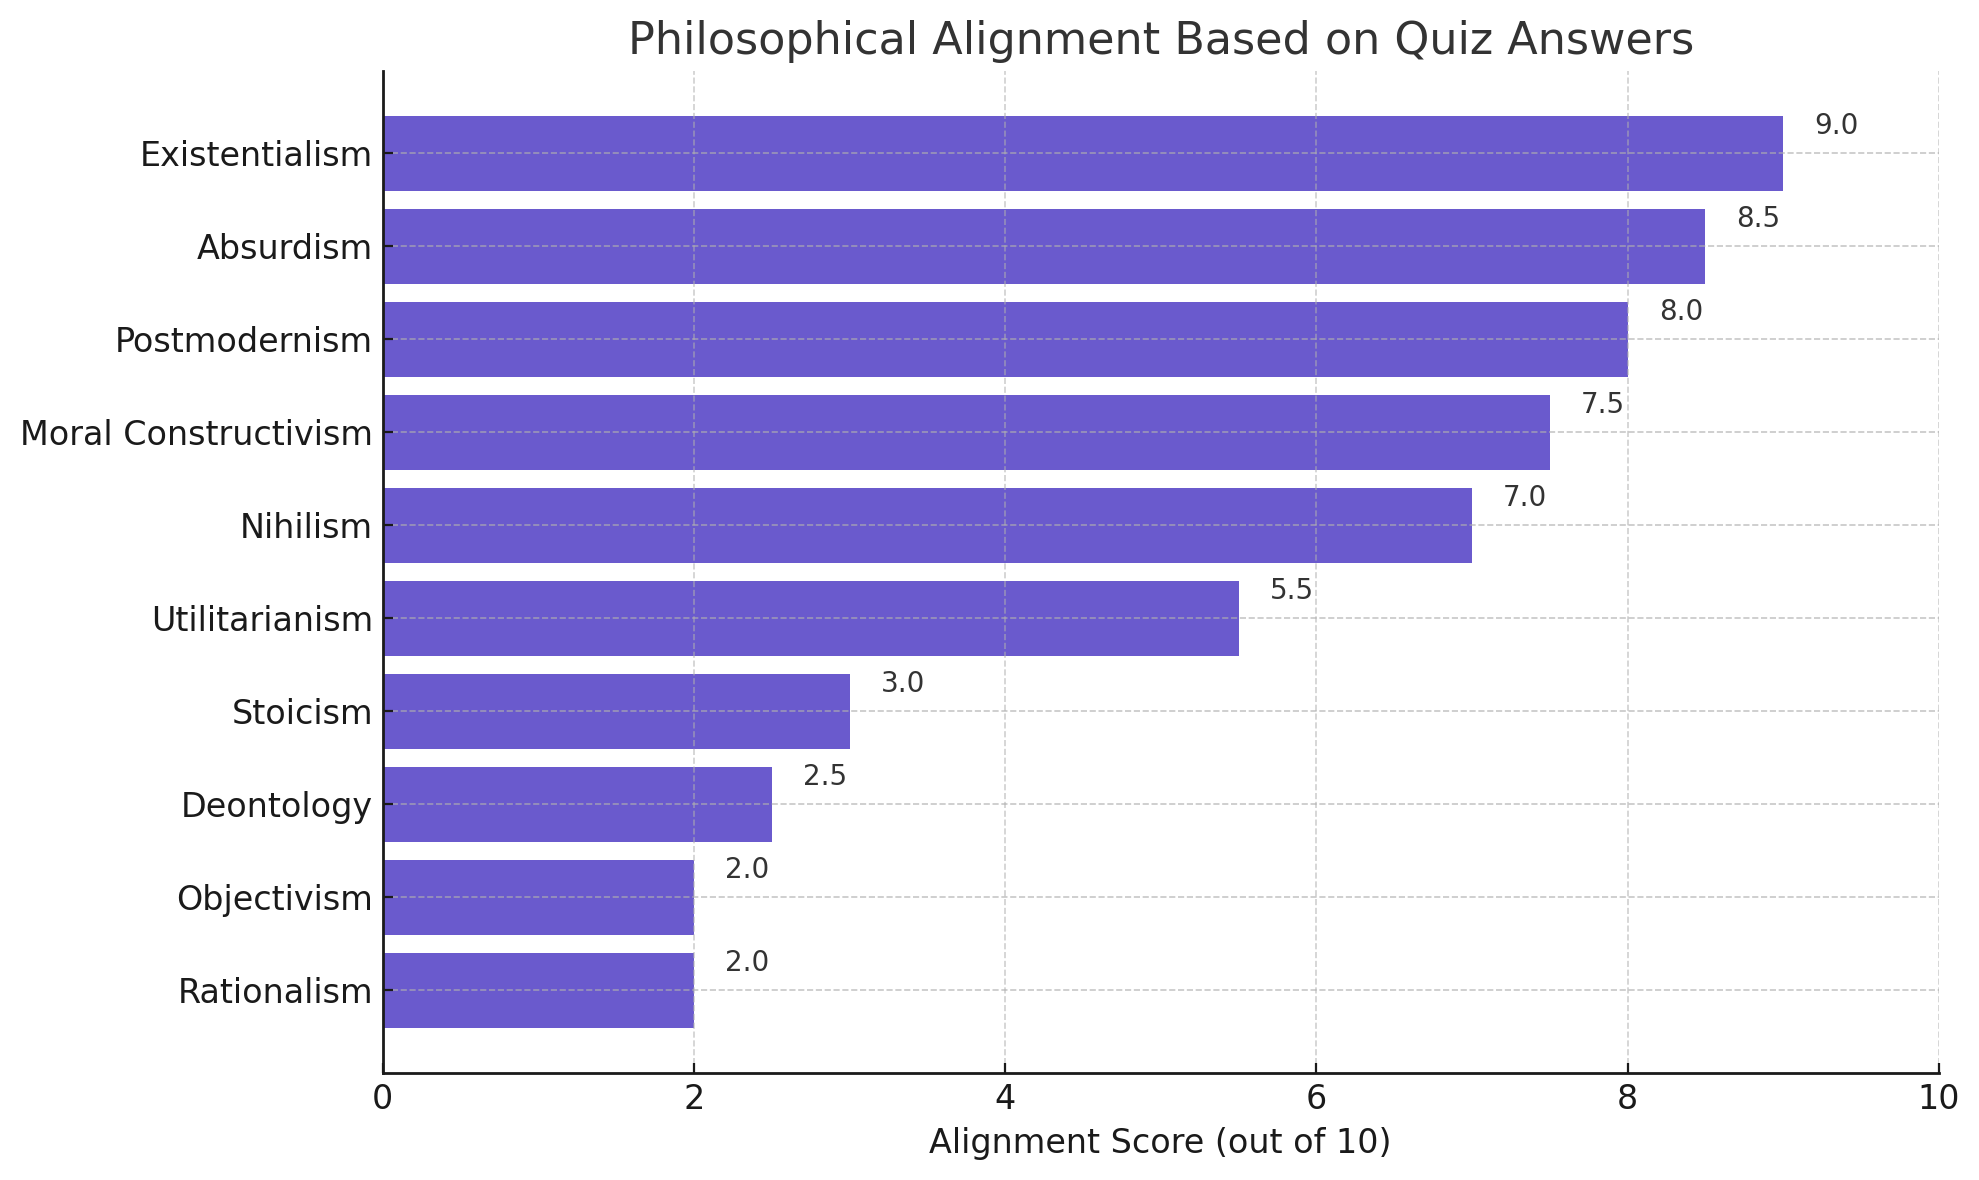 Philosophical Alignment Based on Quiz Answers
Existentialism 9.0
Absurdism 8.5
Postmodernism 8.0
Moral Constructivism 7.5
Nihilism 7.0
Utilitarianism 5.5
Stoicism 3.0
Deontology 2.5
Objectivism 2.0
Rationalism 2.0
0 2 4 6 8 10
Alignment Score (out of 10)